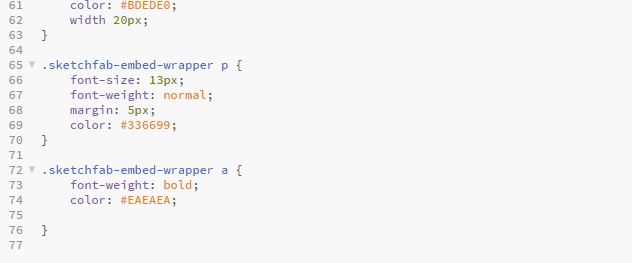 61 color: #BDEDE0;
62 width 20px;
63 }
64
65 .sketchfab-embed-wrapper p {
66 font-size: 13px;
67 font-weight: normal;
68 margin: 5px;
69 color: #336699;
70 }
71
72 .sketchfab-embed-wrapper a {
73 font-weight: bold;
74 color: #EAEAEA;
75
76 }
77